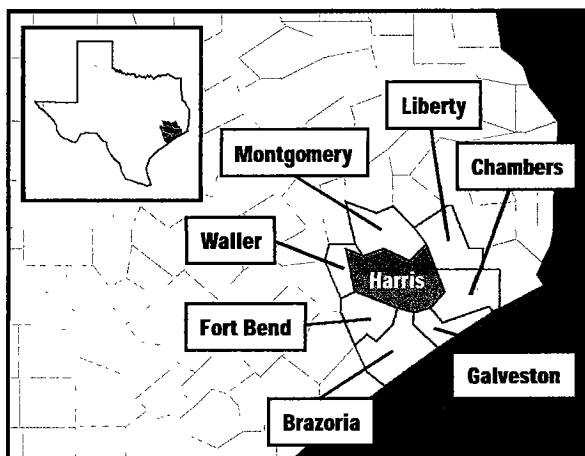 Liberty
Montgomery
Chambers
Waller
Harris
Fort Bend
Galveston
Brazoria